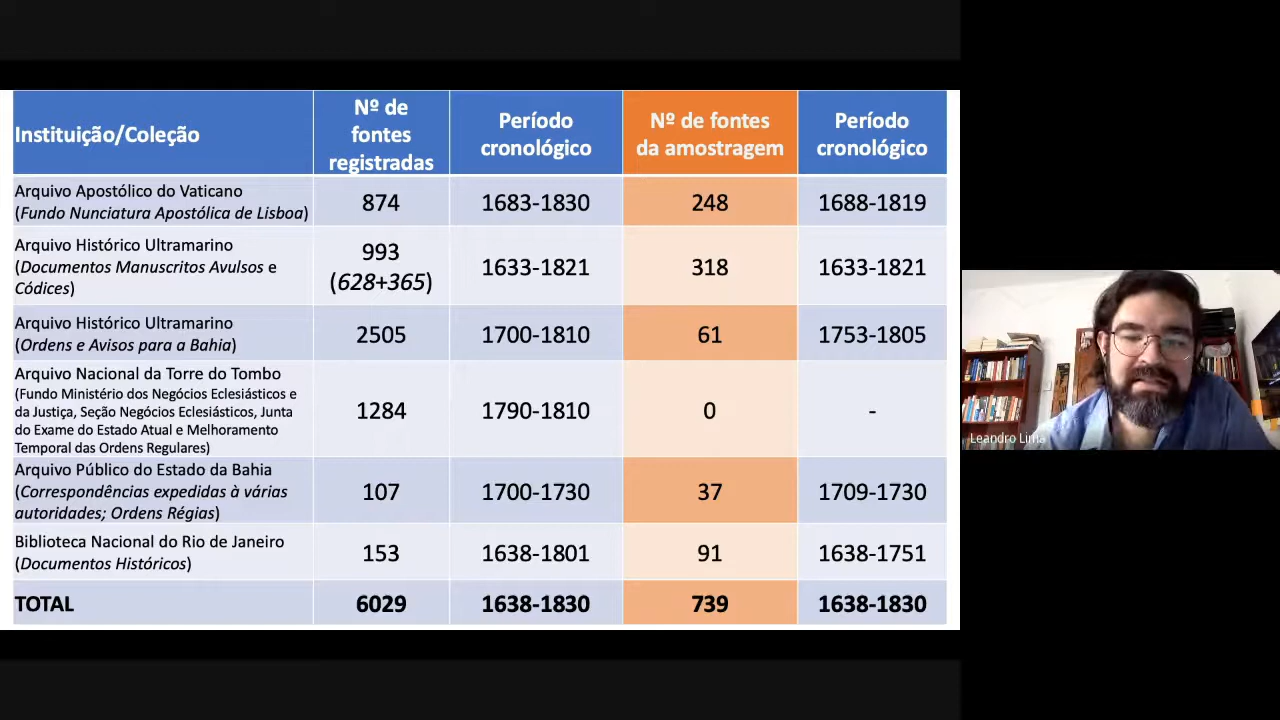 Instituição/Coleção
Nº de
fontes
registradas
Período
cronológico
Nº de fontes
da amostragem
Período
cronológico
Arquivo Apostólico do Vaticano
(Fundo Nunciatura Apostólica de Lisboa)
874
1683-1830
248
1688-1819
Arquivo Histórico Ultramarino
(Documentos Manuscritos Avulsos e
Códices)
993
(628+365)
1633-1821
318
1633-1821
Arquivo Histórico Ultramarino
(Ordens e Avisos para a Bahia)
2505
1700-1810
61
1753-1805
Arquivo Nacional da Torre do Tombo
(Fundo Ministério dos Negócios Eclesiásticos e
da Justiça, Seção Negócios Eclesiásticos, Junta
do Exame do Estado Atual e Melhoramento
Temporal das Ordens Regulares)
1284
1790-1810
0
-
Arquivo Público do Estado da Bahia
(Correspondências expedidas à várias
autoridades; Ordens Régias)
107
1700-1730
37
1709-1730
Biblioteca Nacional do Rio de Janeiro
(Documentos Históricos)
153
1638-1801
91
1638-1751
TOTAL
6029
1638-1830
739
1638-1830
Leandro Lima